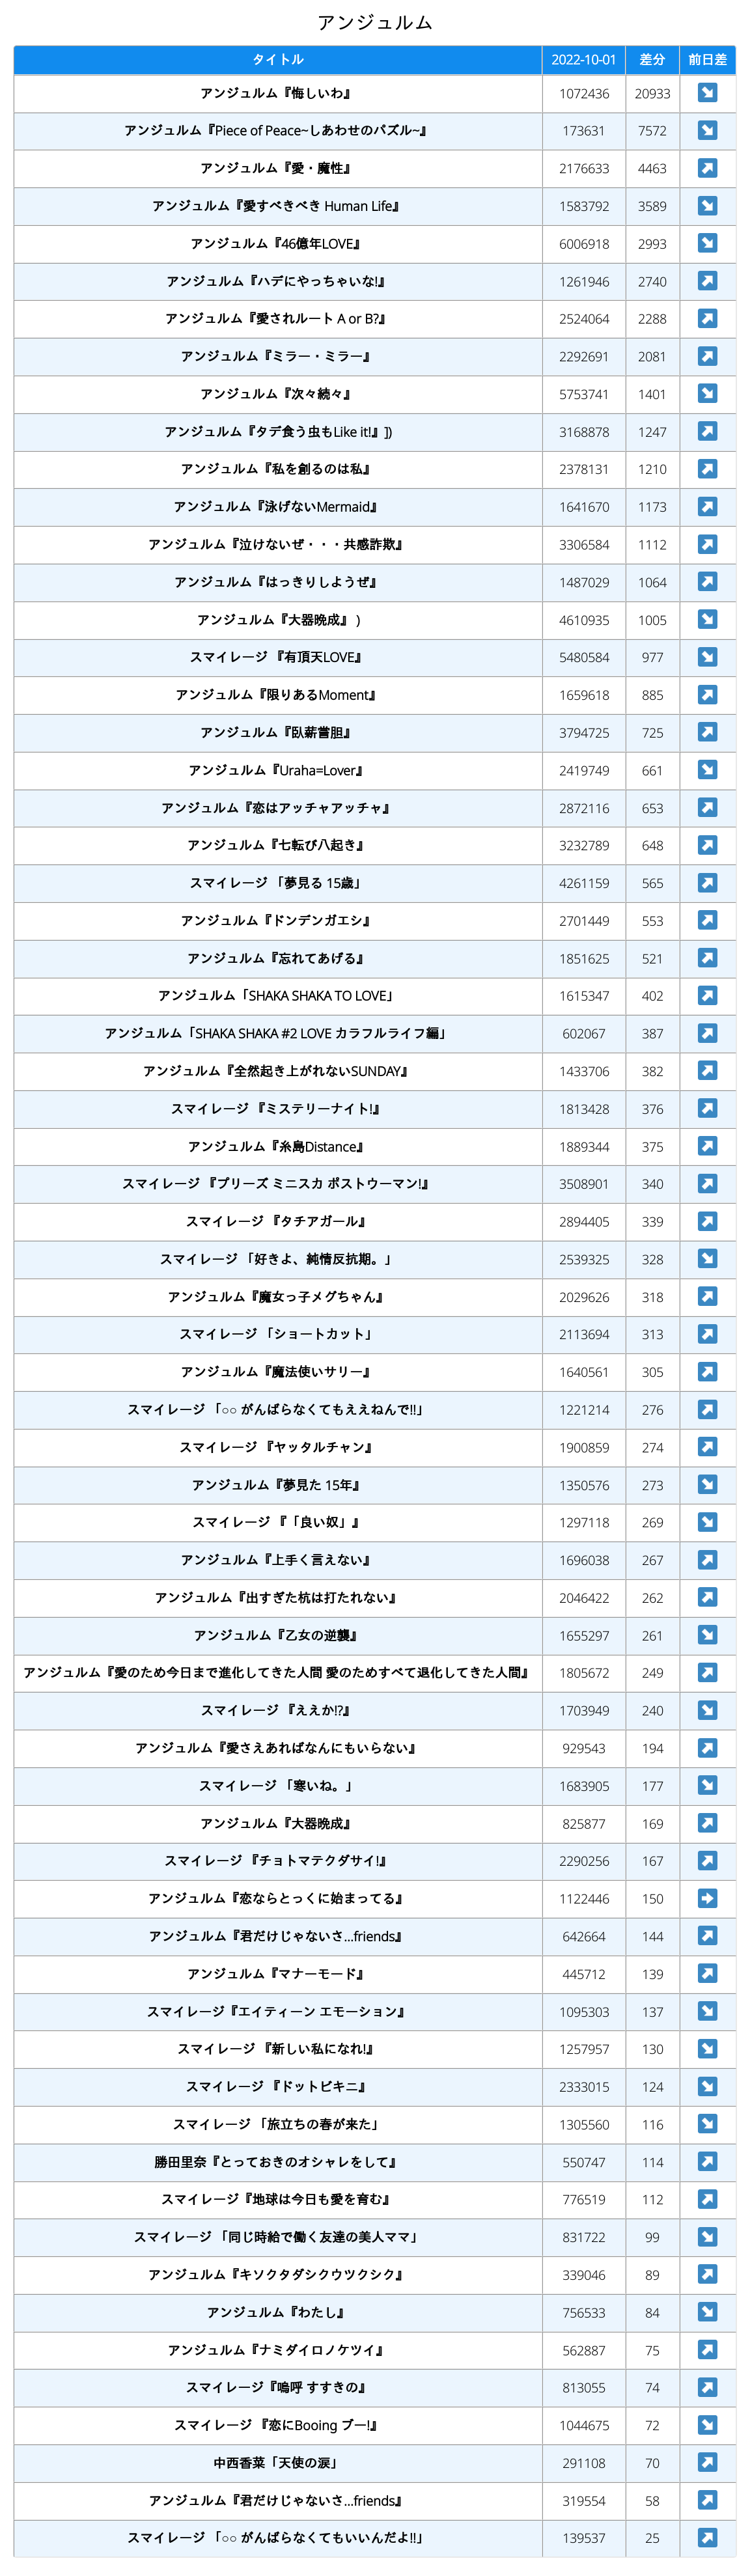 アンジュルム
タイトル 2022-10-01 差分 前日差
アンジュルム『悔しいわ』 1072436 20933 ↘
アンジュルム『Piece of Peace~しあわせのパズル~』 173631 7572 ↘
アンジュルム『愛・魔性』 2176633 4463 ↗
アンジュルム『愛すべきべき Human Life』 1583792 3589 ↘
アンジュルム『46億年LOVE』 6006918 2993 ↘
アンジュルム『ハデにやっちゃいな!』 1261946 2740 ↗
アンジュルム『愛されルート A or B?』 2524064 2288 ↗
アンジュルム『ミラー・ミラー』 2292691 2081 ↗
アンジュルム『次々続々』 5753741 1401 ↘
アンジュルム『タデ食う虫もLike it!』]) 3168878 1247 ↗
アンジュルム『私を創るのは私』 2378131 1210 ↗
アンジュルム『泳げないMermaid』 1641670 1173 ↗
アンジュルム『泣けないぜ・・・共感詐欺』 3306584 1112 ↗
アンジュルム『はっきりしようぜ』 1487029 1064 ↗
アンジュルム『大器晩成』 ) 4610935 1005 ↘
スマイレージ 『有頂天LOVE』 5480584 977 ↘
アンジュルム『限りあるMoment』 1659618 885 ↗
アンジュルム『臥薪嘗胆』 3794725 725 ↗
アンジュルム『Uraha=Lover』 2419749 661 ↘
アンジュルム『恋はアッチャアッチャ』 2872116 653 ↗
アンジュルム『七転び八起き』 3232789 648 ↗
スマイレージ 「夢見る 15歳」 4261159 565 ↗
アンジュルム『ドンデンガエシ』 2701449 553 ↗
アンジュルム『忘れてあげる』 1851625 521 ↗
アンジュルム「SHAKA SHAKA TO LOVE」 1615347 402 ↗
アンジュルム「SHAKA SHAKA #2 LOVE カラフルライフ編」 602067 387 ↗
アンジュルム『全然起き上がれないSUNDAY』 1433706 382 ↗
スマイレージ 『ミステリーナイト!』 1813428 376 ↗
アンジュルム『糸島Distance』 1889344 375 ↗
スマイレージ 『プリーズ ミニスカ ポストウーマン!』 3508901 340 ↗
スマイレージ 『タチアガール』 2894405 339 ↗
スマイレージ 「好きよ、純情反抗期。」 2539325 328 ↘
アンジュルム『魔女っ子メグちゃん』 2029626 318 ↗
スマイレージ 「ショートカット」 2113694 313 ↗
アンジュルム『魔法使いサリー』 1640561 305 ↗
スマイレージ 「○○ がんばらなくてもええねんで!!」 1221214 276 ↗
スマイレージ 『ヤッタルチャン』 1900859 274 ↗
アンジュルム『夢見た 15年』 1350576 273 ↘
スマイレージ 『「良い奴」』 1297118 269 ↘
アンジュルム『上手く言えない』 1696038 267 ↗
アンジュルム『出すぎた杭は打たれない』 2046422 262 ↗
アンジュルム『乙女の逆襲』 1655297 261 ↘
アンジュルム『愛のため今日まで進化してきた人間 愛のためすべて退化してきた人間』 1805672 249 ↗
スマイレージ 『ええか!?』 1703949 240 ↘
アンジュルム『愛さえあればなんにもいらない』 929543 194 ↗
スマイレージ 「寒いね。」 1683905 177 ↘
アンジュルム『大器晩成』 825877 169 ↗
スマイレージ 『チョトマテクダサイ!』 2290256 167 ↗
アンジュルム『恋ならとっくに始まってる』 1122446 150 →
アンジュルム『君だけじゃないさ...friends』 642664 144 ↗
アンジュルム『マナーモード』 445712 139 ↗
スマイレージ『エイティーン エモーション』 1095303 137 ↘
スマイレージ 『新しい私になれ!』 1257957 130 ↘
スマイレージ 『ドットビキニ』 2333015 124 ↘
スマイレージ 「旅立ちの春が来た」 1305560 116 ↘
勝田里奈『とっておきのオシャレをして』 550747 114 ↗
スマイレージ『地球は今日も愛を育む』 776519 112 ↗
スマイレージ 「同じ時給で働く友達の美人ママ」 831722 99 ↘
アンジュルム『キソクタダシクウツクシク』 339046 89 ↗
アンジュルム『わたし』 756533 84 ↘
アンジュルム『ナミダイロノケツイ』 562887 75 ↗
スマイレージ『嗚呼 すすきの』 813055 74 ↗
スマイレージ 『恋にBooing ブー!』 1044675 72 ↘
中西香菜「天使の涙」 291108 70 ↗
アンジュルム『君だけじゃないさ...friends』 319554 58 ↗
スマイレージ 「○○ がんばらなくてもいいんだよ!!」 139537 25 ↗